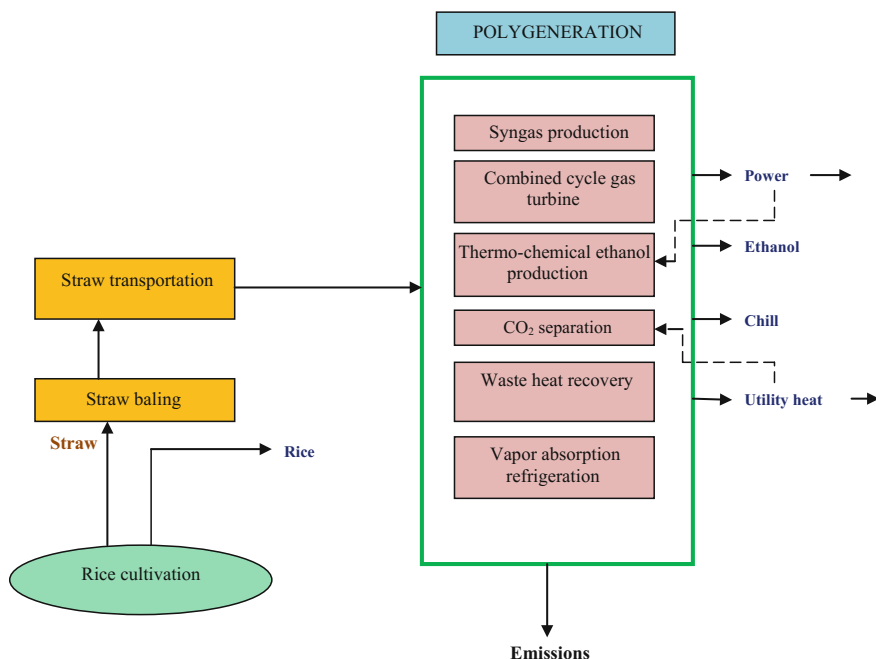 POLYGENERATION
Syngas production
Combined cycle gas
turbine
Power
Thermo-chemical ethanol
production
Ethanol
Straw transportation
CO₂ separation
Chill
Waste heat recovery
Utility heat
Straw baling
Straw
Rice
Vapor absorption
refrigeration
Rice cultivation
Emissions